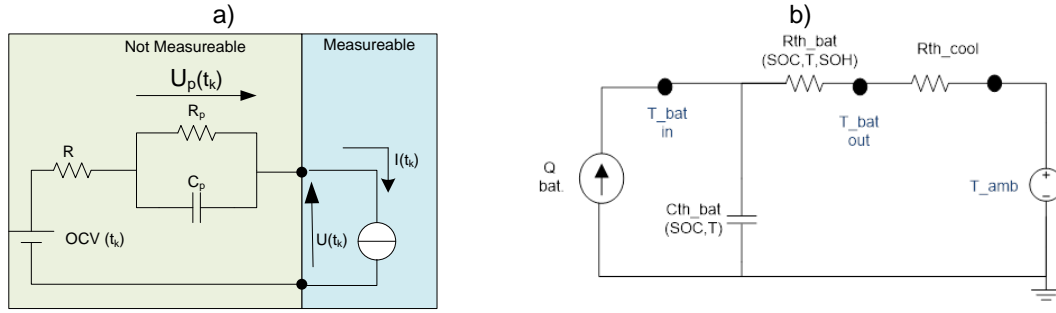 a)
Not Measureable
Measureable
Up(tk)
Rp
R
Cp
I(tk)
OCV (tk)
U(tk)
b)
Rth_bat
(SOC,T,SOH)
Rth_cool
T_bat
in
T_bat
out
Q
bat.
T_amb
+
−
Cth_bat
(SOC,T)